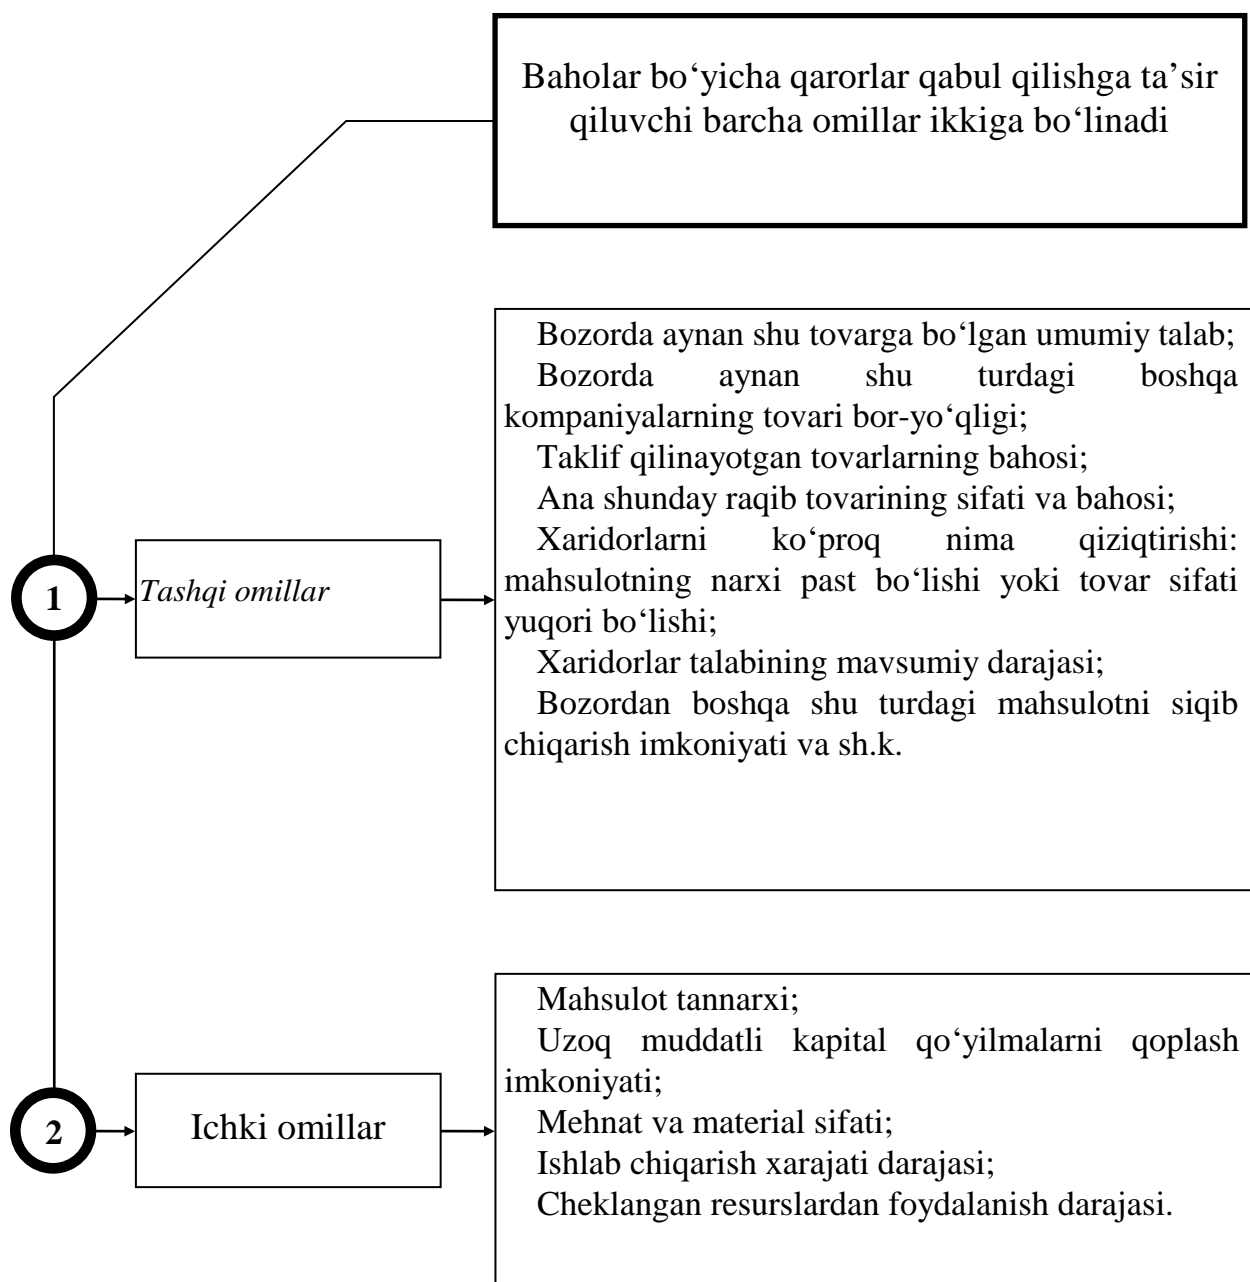 Baholar bo‘yicha qarorlar qabul qilishga ta’sir
qiluvchi barcha omillar ikkiga bo‘linadi
1
Tashqi omillar
Bozorda aynan shu tovarga bo‘lgan umumiy talab;
Bozorda aynan shu turdagi boshqa
kompaniyalarning tovari bor-yo‘qligi;
Taklif qilinayotgan tovarlarning bahosi;
Ana shunday raqib tovarining sifati va bahosi;
Xaridorlarni ko‘proq nima qiziqtirishi:
mahsulotning narxi past bo‘lishi yoki tovar sifati
yuqori bo‘lishi;
Xaridorlar talabining mavsumiy darajasi;
Bozordan boshqa shu turdagi mahsulotni siqib
chiqarish imkoniyati va sh.k.
2
Ichki omillar
Mahsulot tannarxi;
Uzoq muddatli kapital qo‘yilmalarni qoplash
imkoniyati;
Mehnat va material sifati;
Ishlab chiqarish xarajati darajasi;
Cheklangan resurslardan foydalanish darajasi.